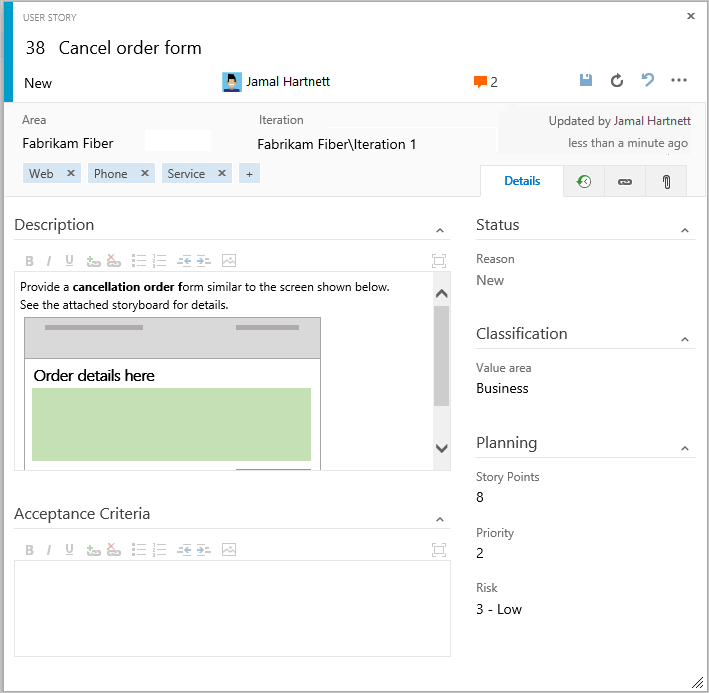 USER STORY
38 Cancel order form
New
Jamal Hartnett
2
Area
Iteration
Updated by Jamal Hartnett
Fabrikam Fiber
Fabrikam Fiber\Iteration 1
less than a minute ago
Web
Phone
Service
+
Details
Description
B I U
Provide a cancellation order form similar to the screen shown below.
See the attached storyboard for details.
Order details here
Acceptance Criteria
B I U
Status
Reason
New
Classification
Value area
Business
Planning
Story Points
8
Priority
2
Risk
3 - Low